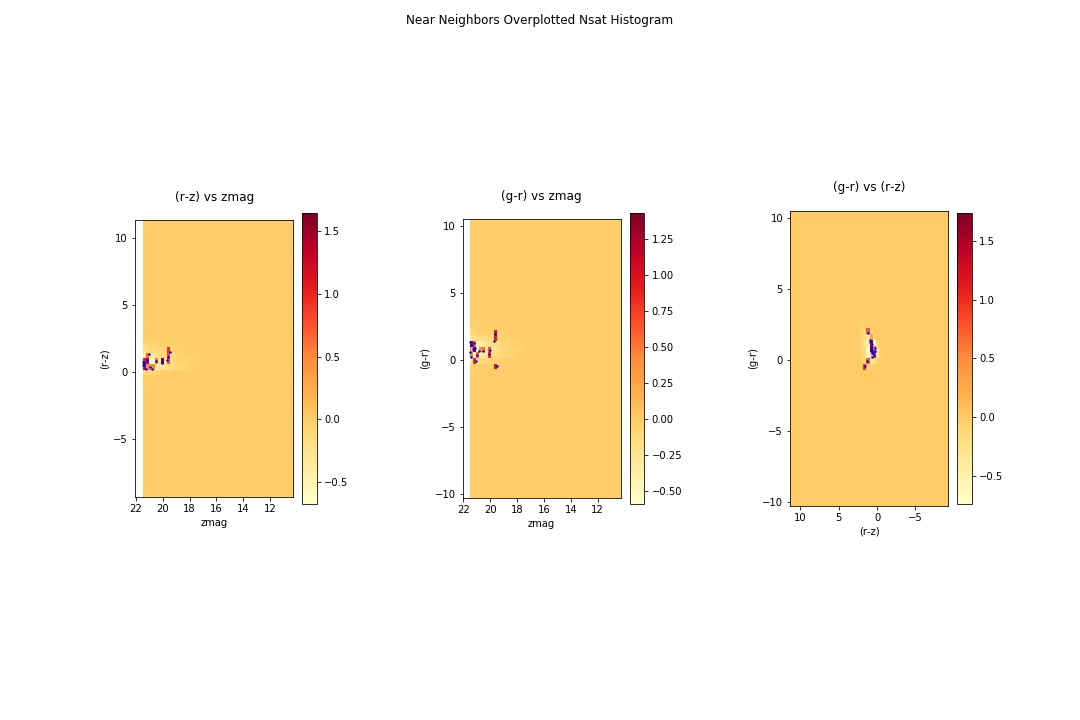 Near Neighbors Overplotted Nsat Histogram
(r-z) vs zmag
10
5
0
−5
(r-z)
22 20 18 16 14 12
zmag
1.5
1.0
0.5
0.0
−0.5
(g-r) vs zmag
10
5
0
−5
−10
(g-r)
22 20 18 16 14 12
zmag
1.25
1.00
0.75
0.50
0.25
0.00
−0.25
−0.50
(g-r) vs (r-z)
10
5
0
−5
−10
(g-r)
10 5 0 −5
(r-z)
1.5
1.0
0.5
0.0
−0.5